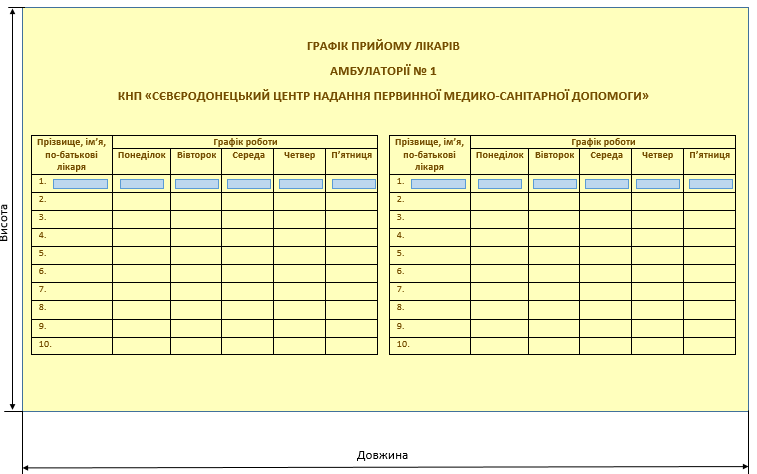 ГРАФІК ПРИЙОМУ ЛІКАРІВ
АМБУЛАТОРІЇ № 1
КНП «СЄВЄРОДОНЕЦЬКИЙ ЦЕНТР НАДАННЯ ПЕРВИННОЇ МЕДИКО-САНІТАРНОЇ ДОПОМОГИ»
Прізвище, ім’я,
по-батькові
лікаря
Графік роботи
Понеділок Вівторок Середа Четвер П’ятниця
1.
2.
3.
4.
5.
6.
7.
8.
9.
10.
Прізвище, ім’я,
по-батькові
лікаря
Графік роботи
Понеділок Вівторок Середа Четвер П’ятниця
1.
2.
3.
4.
5.
6.
7.
8.
9.
10.
Висота
Довжина